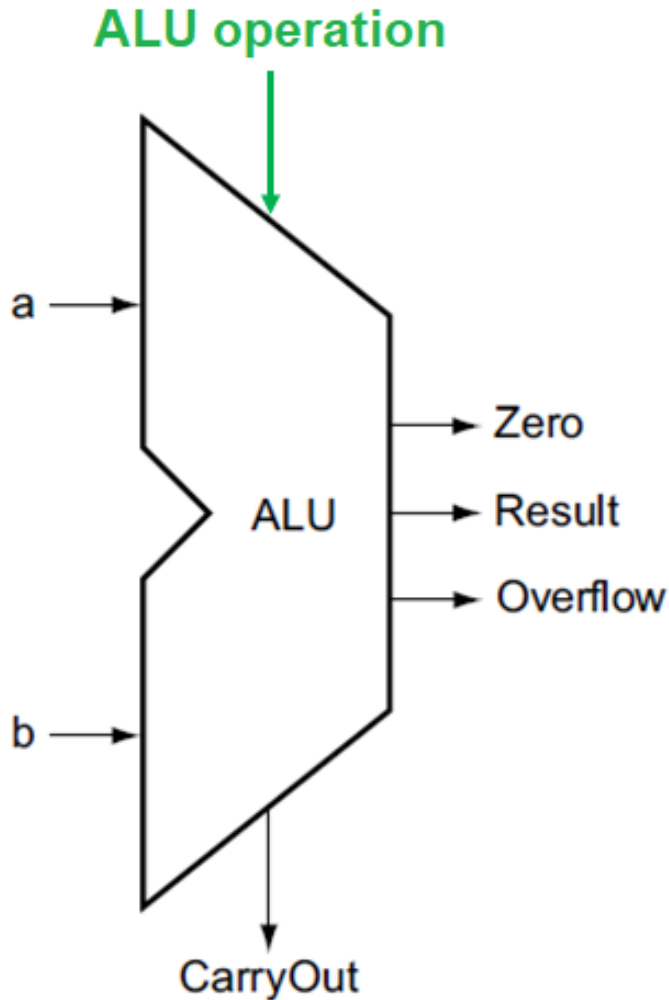 ALU operation
a
Zero
ALU
Result
Overflow
b
CarryOut